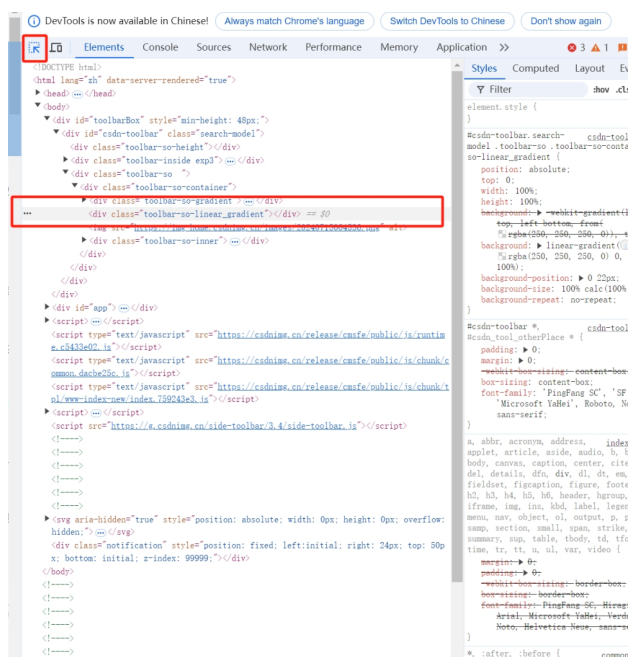 DevTools is now available in Chinese! Always match Chrome's language Switch DevTools to Chinese Don't show again
Elements Console Sources Network Performance Memory Application 3 1
<!DOCTYPE html>
<html lang="zh" data-server-rendered="true">
<head> ⋯ </head>
<body>
<div id="toolbarBox" style="min-height: 48px;">
<div id="csdn-toolbar" class="search-model">
<div class="toolbar-so-height"></div>
<div class="toolbar-inside exp3"> ⋯ </div>
<div class="toolbar-so ">
<div class="toolbar-so-container">
<div class="toolbar-so-gradient"> ⋯ </div>
<div class="toolbar-so-linear_gradient"></div> == $0
<div class="toolbar-so-inner"> ⋯ </div>
</div>
</div>
</div>
</div>
<div id="app"> ⋯ </div>
<script> ⋯ </script>
<script type="text/javascript" src="https://csdnimg.cn/release/cmsfe/public/js/runtim
e.c5433e02.js"></script>
<script type="text/javascript" src="https://csdnimg.cn/release/cmsfe/public/js/chunk/c
ommon.dacbe25c.js"></script>
<script type="text/javascript" src="https://csdnimg.cn/release/cmsfe/public/js/chunk/t
pl/www-index-new/index.759243e3.js"></script>
<script> ⋯ </script>
<script src="https://g.csdnimg.cn/side-toolbar/3.4/side-toolbar.js"></script>
<!---->
<!---->
<!---->
<!---->
<!---->
<!---->
<svg aria-hidden="true" style="position: absolute; width: 0px; height: 0px; overflow:
hidden;"> ⋯ </svg>
<div class="notification" style="position: fixed; left:initial; right: 24px; top: 50p
x; bottom: initial; z-index: 99999;"></div>
</body>
<!---->
<!---->
<!---->
<!---->
<!---->
<!---->
Styles Computed Layout Ev
Filter :hov .cls
element.style {
}
#csdn-toolbar.search- csdn-tool
model .toolbar-so .toolbar-so-conta
so-linear_gradient {
position: absolute;
top: 0;
width: 100%;
height: 100%;
background: -webkit-gradient(l
top, left bottom, from(
rgba(250, 250, 250, 0)), t
background: linear-gradient(
rgba(250, 250, 250, 0) 0,
100%);
background-position: 0 22px;
background-size: 100% calc(100%
background-repeat: no-repeat;
}
#csdn-toolbar *, csdn-tool
#csdn_tool_otherPlace * {
padding: 0;
margin: 0;
-webkit-box-sizing: content-box
box-sizing: content-box;
font-family: 'PingFang SC', 'SF
'Microsoft YaHei', Roboto, No
sans-serif;
}
a, abbr, acronym, address, index
applet, article, aside, audio, b, b
body, canvas, caption, center, cite
del, details, dfn, div, dl, dt, em,
fieldset, figcaption, figure, foote
h2, h3, h4, h5, h6, header, hgroup,
iframe, img, ins, kbd, label, legen
menu, nav, object, ol, output, p, p
samp, section, small, span, strike,
summary, sup, table, tbody, td, tfo
time, tr, tt, u, ul, var, video {
margin: 0;
padding: 0;
-webkit-box-sizing: border-box;
box-sizing: border-box;
font-family: PingFang SC, Hirag
Arial, Microsoft YaHei, Verd
Noto, Helvetica Neue, sans-s
}
*, :after, :before { common